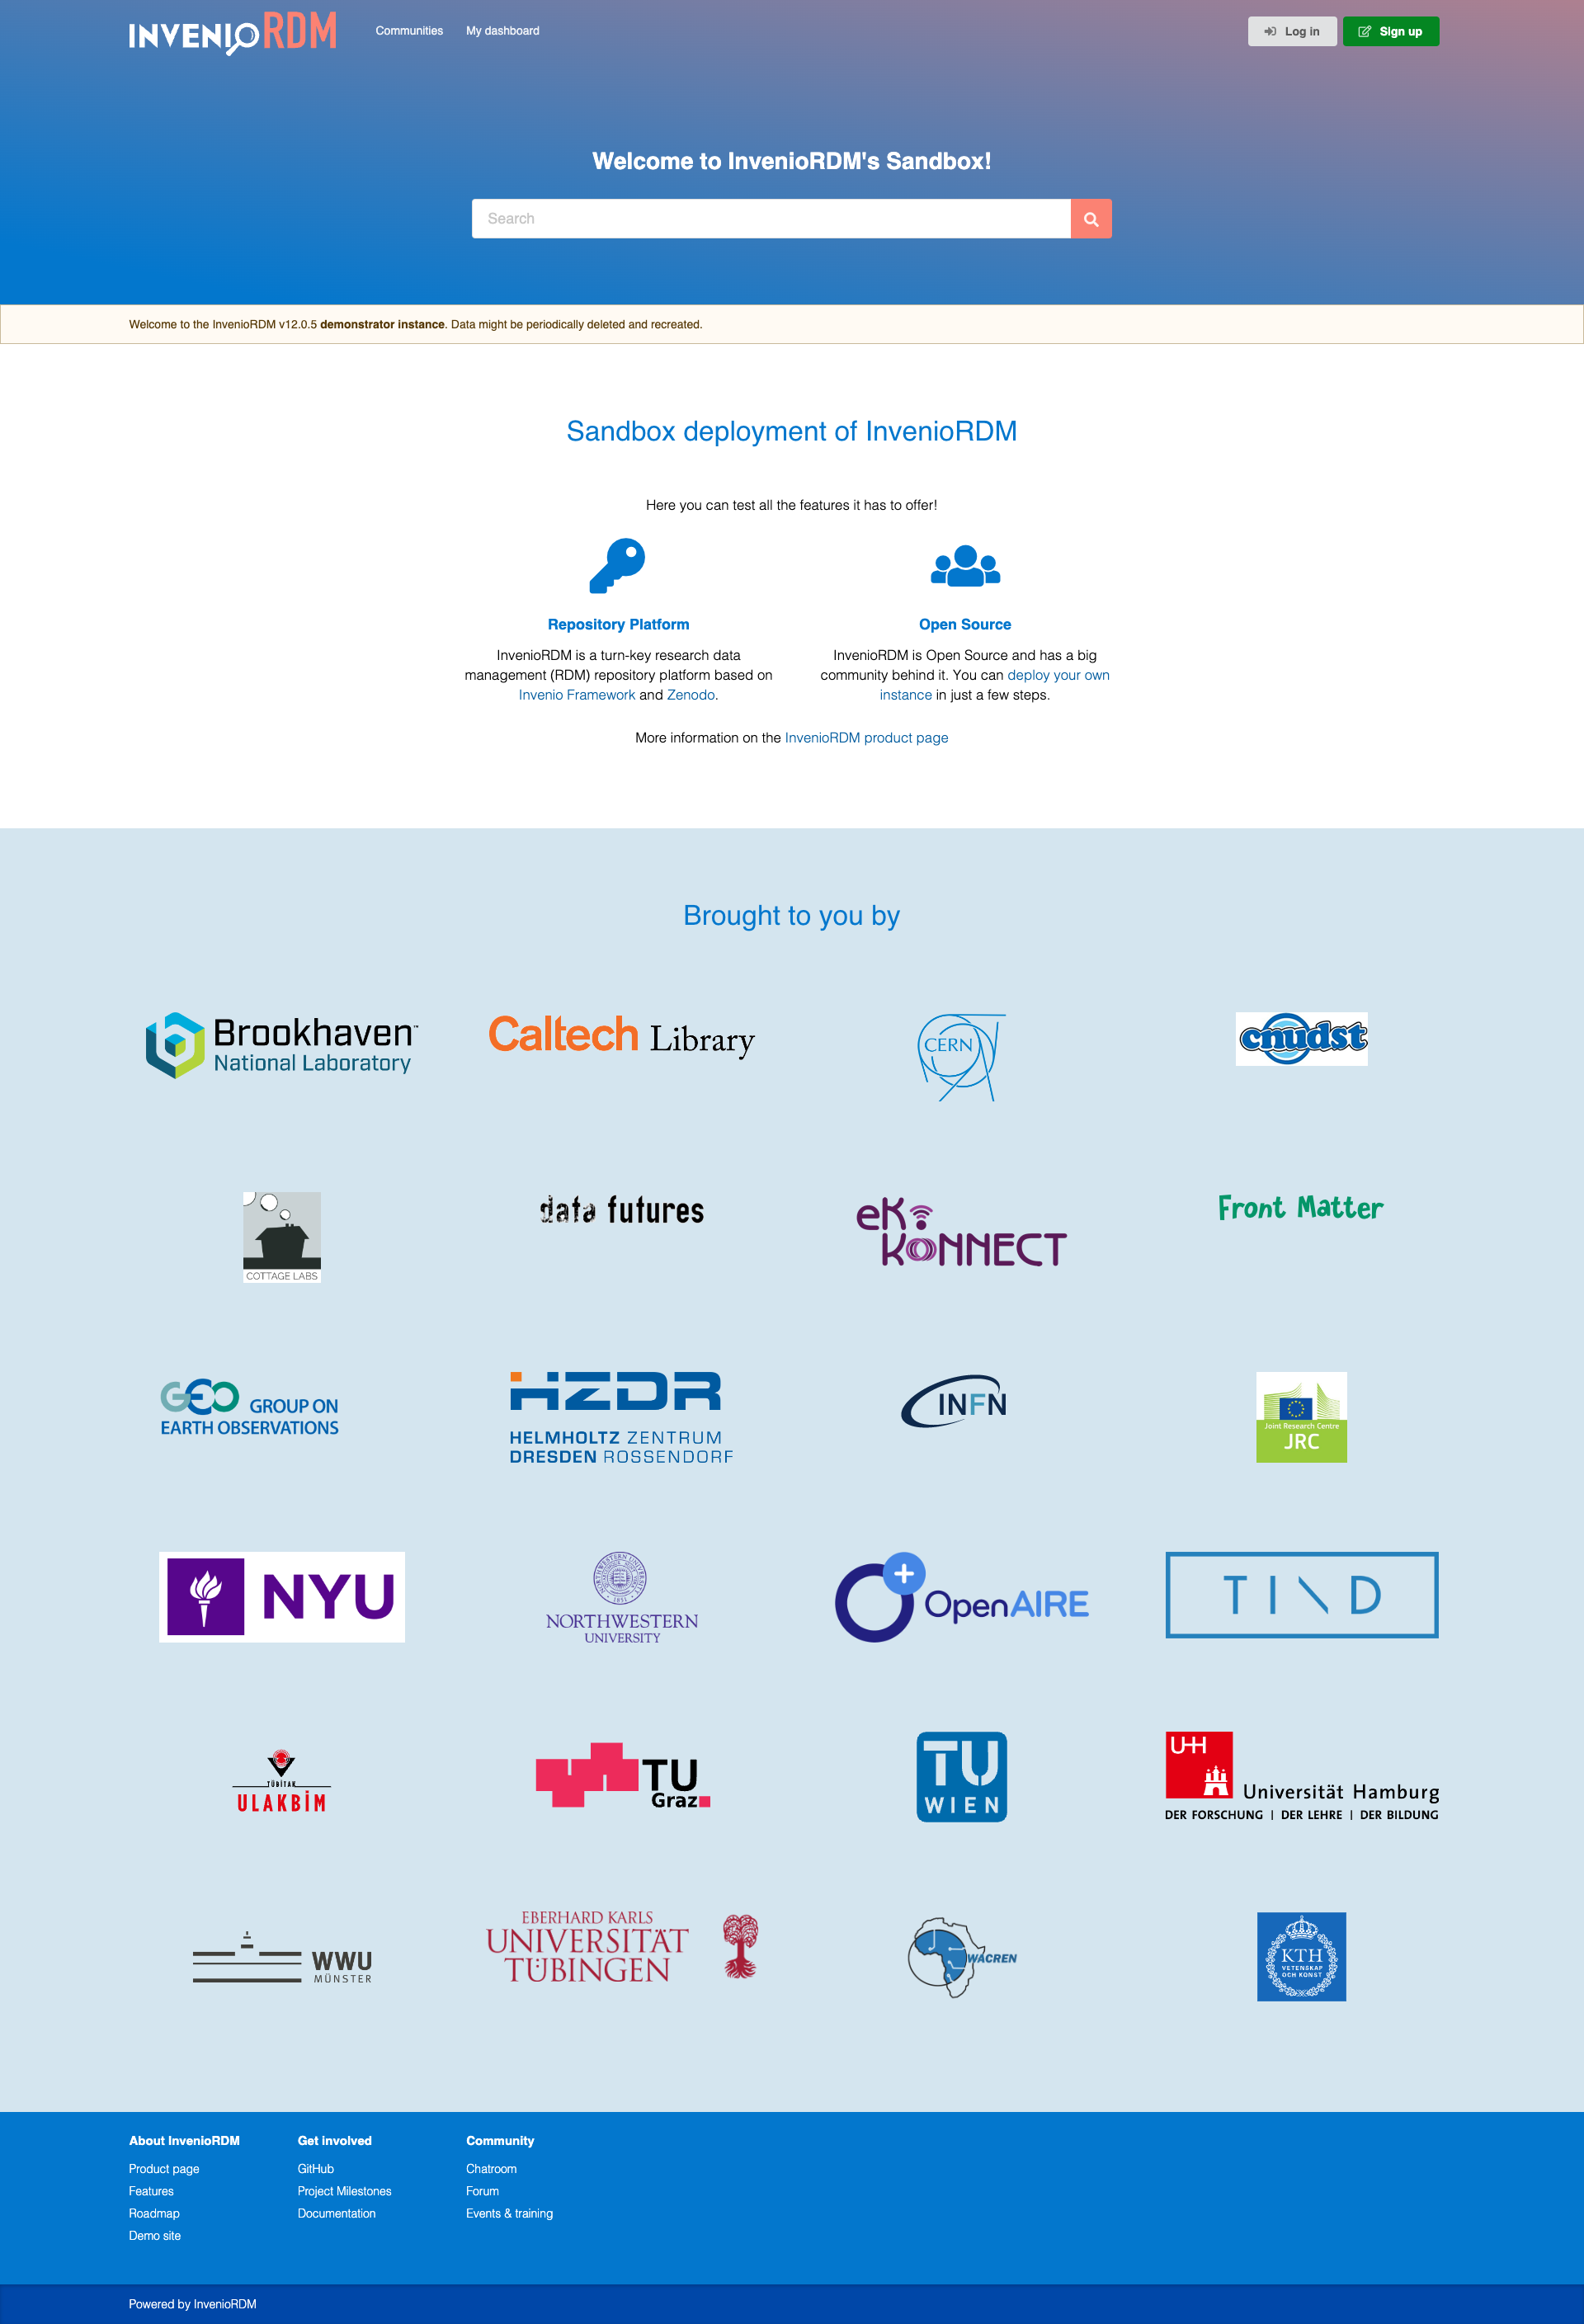 INVENIORDM
Communities
My dashboard
Log in
Sign up
Welcome to InvenioRDM's Sandbox!
Search
Welcome to the InvenioRDM v12.0.5 demonstrator instance. Data might be periodically deleted and recreated.
Sandbox deployment of InvenioRDM
Here you can test all the features it has to offer!
Repository Platform
InvenioRDM is a turn-key research data
management (RDM) repository platform based on
Invenio Framework and Zenodo.
Open Source
InvenioRDM is Open Source and has a big
community behind it. You can deploy your own
instance in just a few steps.
More information on the InvenioRDM product page
Brought to you by
Brookhaven™
National Laboratory
Caltech Library
CERN
cnudst
COTTAGE LABS
data futures
eK
KONNECT
Front Matter
GEO GROUP ON
EARTH OBSERVATIONS
HZDR
HELMHOLTZ ZENTRUM
DRESDEN ROSSENDORF
INFN
Joint Research Centre
JRC
NYU
NORTHWESTERN UNIVERSITY
1851
NORTHWESTERN
UNIVERSITY
OpenAIRE
TIND
TÜBİTAK
ULAKBİM
TU
Graz
TU
WIEN
UHH
Universität Hamburg
DER FORSCHUNG | DER LEHRE | DER BILDUNG
WWU
MÜNSTER
EBERHARD KARLS
UNIVERSITÄT
TÜBINGEN
WACREN
KTH
VETENSKAP
OCH KONST
About InvenioRDM
Product page
Features
Roadmap
Demo site
Get involved
GitHub
Project Milestones
Documentation
Community
Chatroom
Forum
Events & training
Powered by InvenioRDM